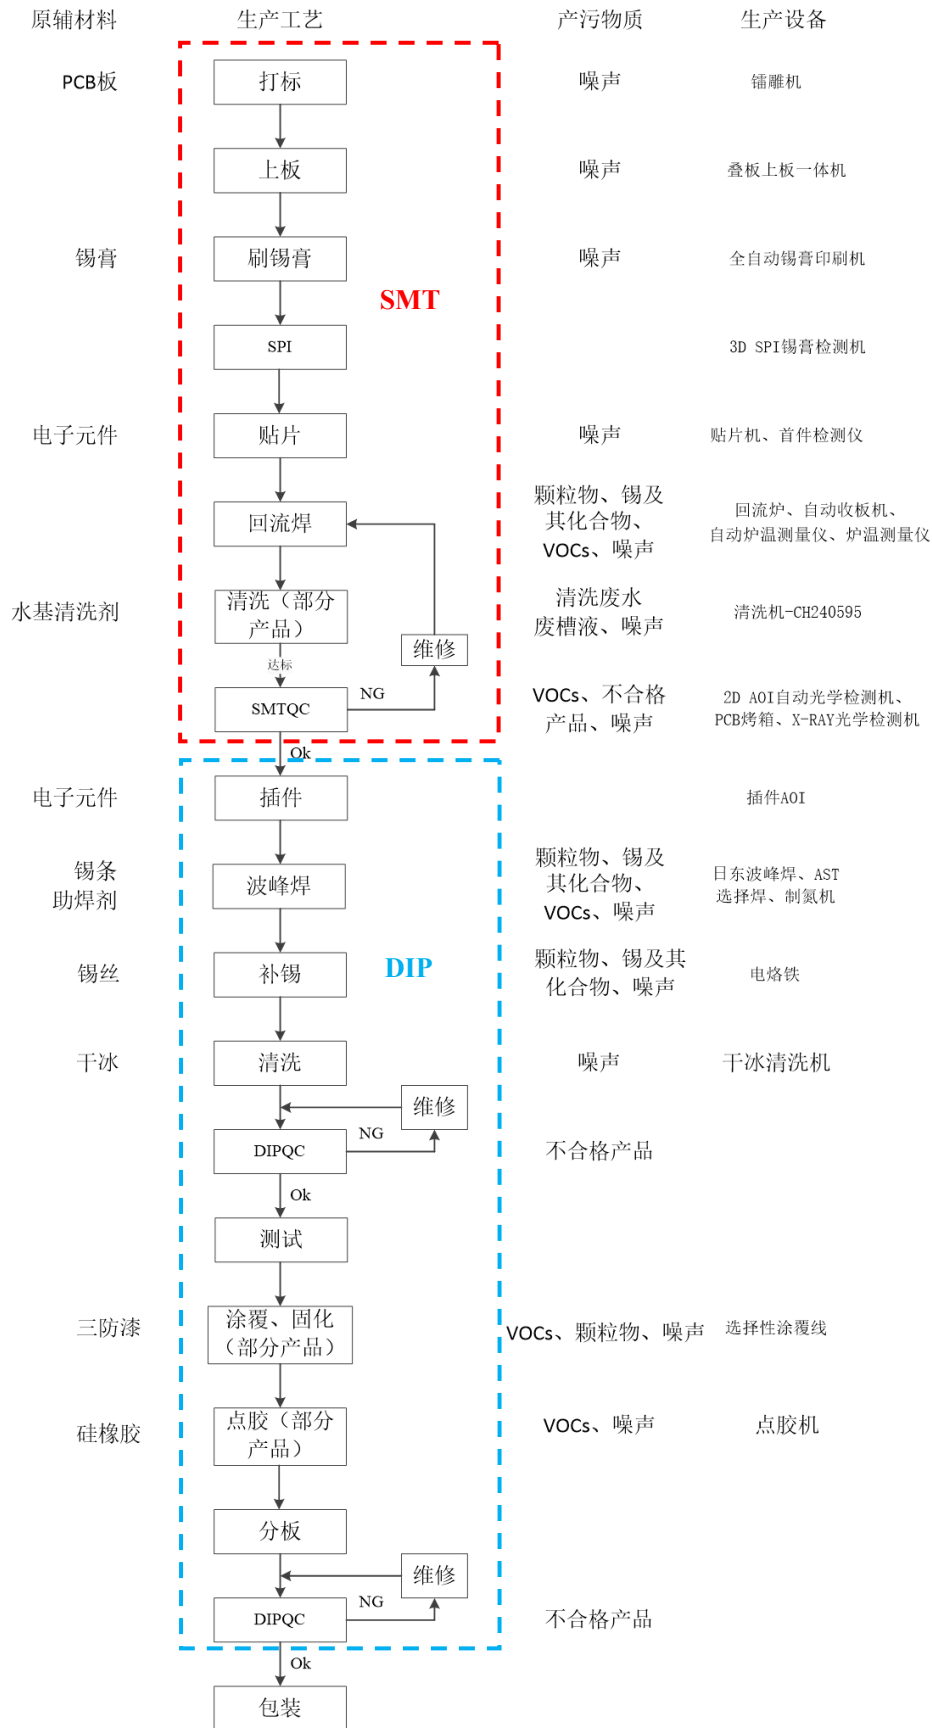 原辅材料 生产工艺 产污物质 生产设备
PCB板 打标 噪声 镭雕机
上板 噪声 叠板上板一体机
锡膏 刷锡膏 噪声 全自动锡膏印刷机
SMT
SPI 3D SPI锡膏检测机
电子元件 贴片 噪声 贴片机、首件检测仪
颗粒物、锡及
其化合物、
VOCs、噪声
回流焊
回流炉、自动收板机、
自动炉温测量仪、炉温测量仪
水基清洗剂
清洗（部分
产品）
清洗废水
废槽液、噪声
清洗机-CH240595
维修
达标
SMTQC
NG
VOCs、不合格
产品、噪声
2D AOI自动光学检测机、
PCB烤箱、X-RAY光学检测机
Ok
电子元件 插件 插件AOI
锡条
助焊剂
波峰焊
颗粒物、锡及
其化合物、
VOCs、噪声
日东波峰焊、AST
选择焊、制氮机
锡丝 补锡 DIP
颗粒物、锡及其
化合物、噪声
电烙铁
干冰 清洗 噪声 干冰清洗机
维修
NG
DIPQC 不合格产品
Ok
测试
三防漆
涂覆、固化
（部分产品）
VOCs、颗粒物、噪声 选择性涂覆线
硅橡胶
点胶（部分
产品）
VOCs、噪声 点胶机
分板
维修
NG
DIPQC 不合格产品
Ok
包装